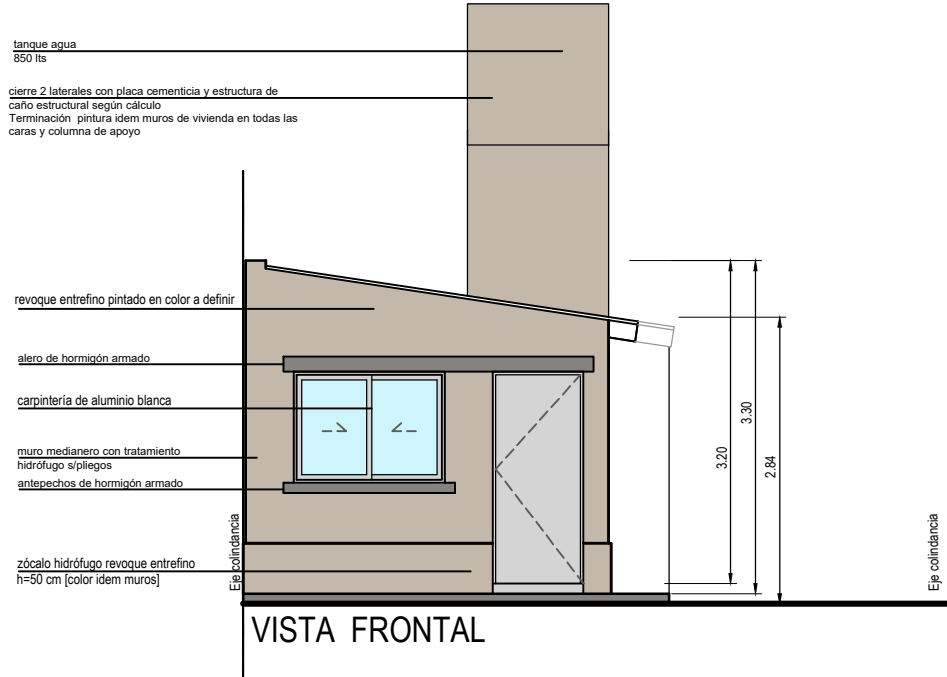 tanque agua
850 lts
cierre 2 laterales con placa cementicia y estructura de
caño estructural según cálculo
Terminación pintura idem muros de vivienda en todas las
caras y columna de apoyo
revoque entrefino pintado en color a definir
alero de hormigón armado
carpintería de aluminio blanca
muro medianero con tratamiento
hidrófugo s/pliegos
antepechos de hormigón armado
zócalo hidrófugo revoque entrefino
h=50 cm [color idem muros]
Eje colindancia
3.20
3.30
2.84
Eje colindancia
VISTA FRONTAL